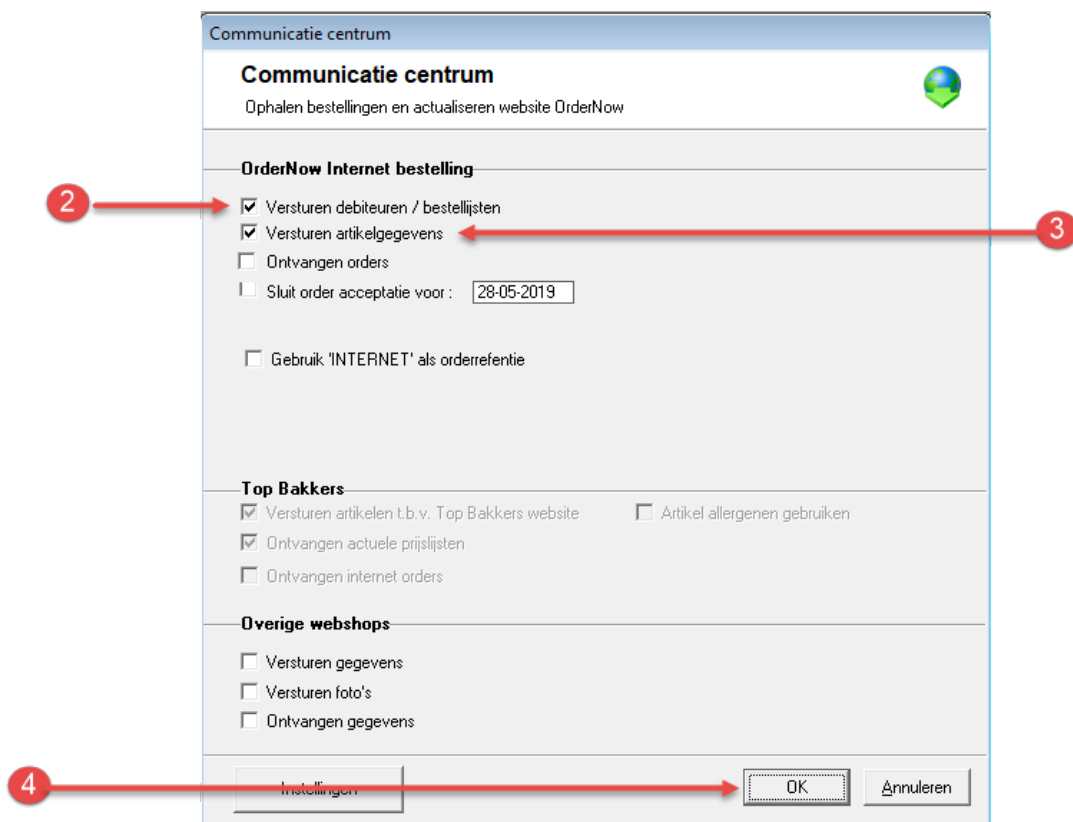 Communicatie centrum
Communicatie centrum
Ophalen bestellingen en actualiseren website OrderNow
OrderNow Internet bestelling
2
Versturen debiteuren / bestellijsten
Versturen artikelgegevens
3
Ontvangen orders
Sluit order acceptatie voor : 28-05-2019
Gebruik 'INTERNET' als orderrefentie
Top Bakkers
Versturen artikelen t.b.v. Top Bakkers website Artikel allergenen gebruiken
Ontvangen actuele prijslijsten
Ontvangen internet orders
Overige webshops
Versturen gegevens
Versturen foto's
Ontvangen gegevens
4
Instellingen OK Annuleren